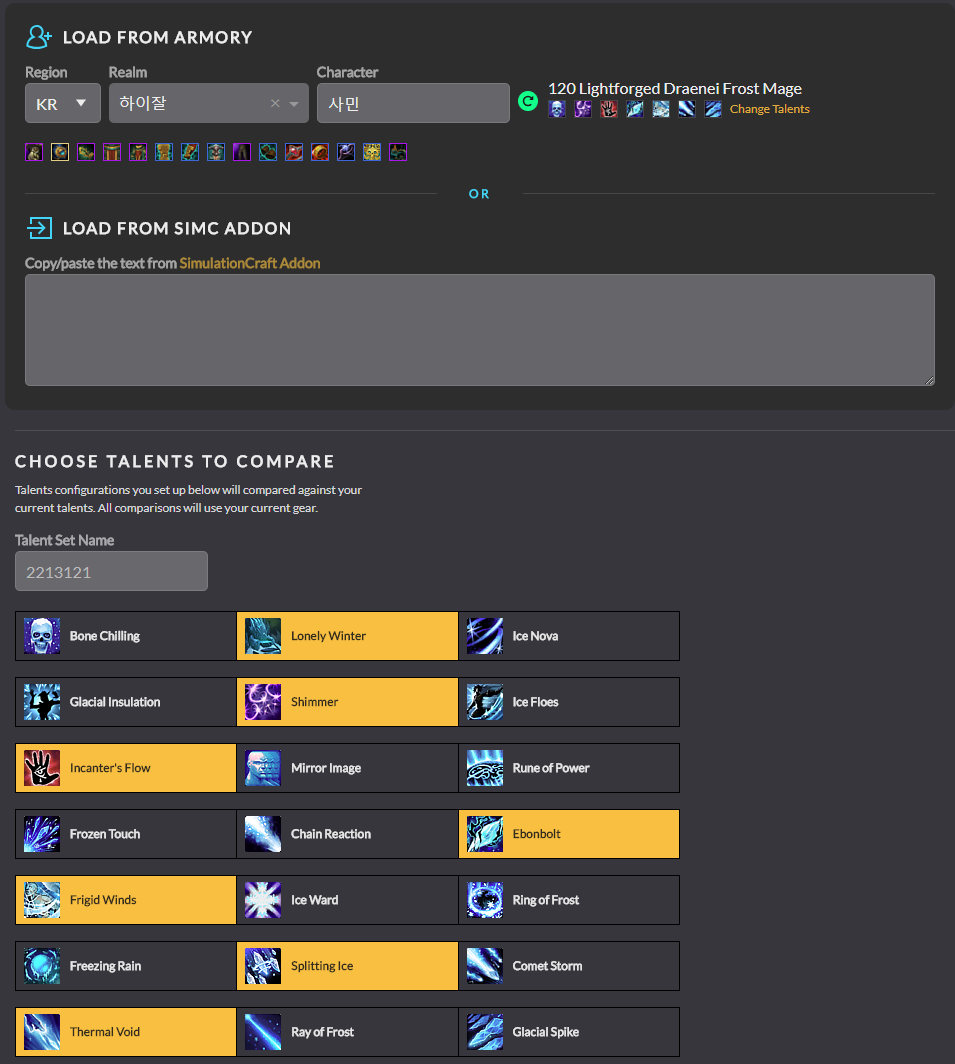 LOAD FROM ARMORY
Region Realm Character
KR 하이잘 × 사민
120 Lightforged Draenei Frost Mage
Change Talents
OR
LOAD FROM SIMC ADDON
Copy/paste the text from SimulationCraft Addon
CHOOSE TALENTS TO COMPARE
Talents configurations you set up below will compared against your
current talents. All comparisons will use your current gear.
Talent Set Name
2213121
Bone Chilling Lonely Winter Ice Nova
Glacial Insulation Shimmer Ice Floes
Incanter's Flow Mirror Image Rune of Power
Frozen Touch Chain Reaction Ebonbolt
Frigid Winds Ice Ward Ring of Frost
Freezing Rain Splitting Ice Comet Storm
Thermal Void Ray of Frost Glacial Spike